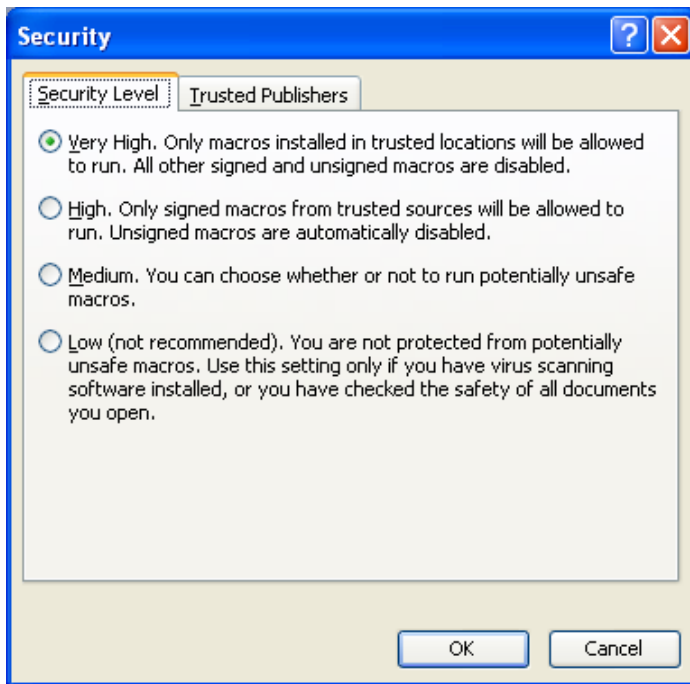 Security
Security Level
Trusted Publishers
Very High. Only macros installed in trusted locations will be allowed
to run. All other signed and unsigned macros are disabled.
High. Only signed macros from trusted sources will be allowed to
run. Unsigned macros are automatically disabled.
Medium. You can choose whether or not to run potentially unsafe
macros.
Low (not recommended). You are not protected from potentially
unsafe macros. Use this setting only if you have virus scanning
software installed, or you have checked the safety of all documents
you open.
OK
Cancel